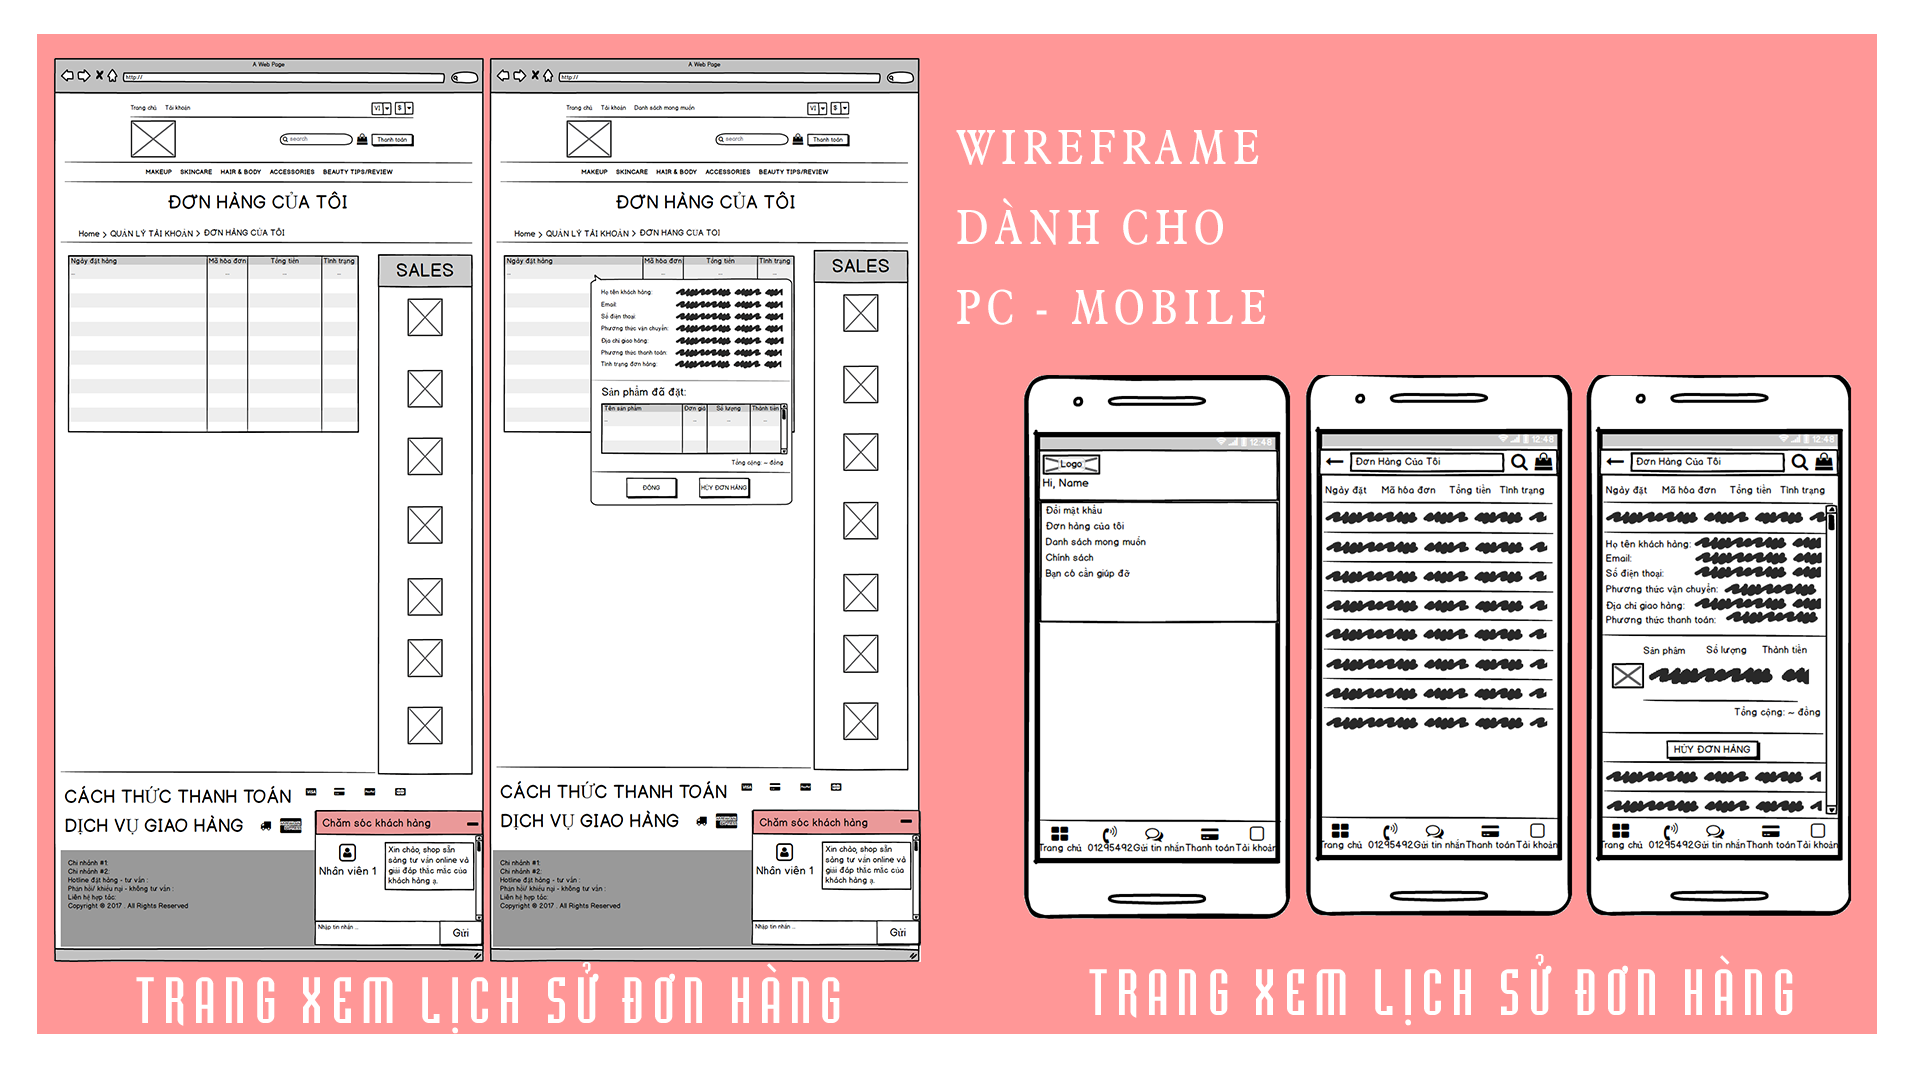 A Web Page
http://
Trang chủ Tài khoản
VI $
search Thanh toán
MAKEUP SKINCARE HAIR & BODY ACCESSORIES BEAUTY TIPS/REVIEW
ĐƠN HÀNG CỦA TÔI
Home > QUẢN LÝ TÀI KHOẢN > ĐƠN HÀNG CỦA TÔI
Ngày đặt hàng Mã hóa đơn Tổng tiền Tình trạng
SALES
CÁCH THỨC THANH TOÁN
DỊCH VỤ GIAO HÀNG
Chăm sóc khách hàng
Nhân viên 1
Xin chào, shop sẵn
sàng tư vấn online và
giải đáp thắc mắc của
khách hàng ạ.
Chi nhánh #1:
Chi nhánh #2:
Hotline đặt hàng - tư vấn :
Phản hồi/ khiếu nại - không tư vấn :
Liên hệ hợp tác:
Copyright © 2017 . All Rights Reserved
Nhập tin nhắn ...
Gửi
A Web Page
http://
Trang chủ Tài khoản Danh sách mong muốn
VI $
search Thanh toán
MAKEUP SKINCARE HAIR & BODY ACCESSORIES BEAUTY TIPS/REVIEW
ĐƠN HÀNG CỦA TÔI
Home > QUẢN LÝ TÀI KHOẢN > ĐƠN HÀNG CỦA TÔI
Ngày đặt hàng Mã hóa đơn Tổng tiền Tình trạng
SALES
Họ tên khách hàng:
Email:
Số điện thoại:
Phương thức vận chuyển:
Địa chỉ giao hàng:
Phương thức thanh toán:
Tình trạng đơn hàng:
Sản phẩm đã đặt:
Tên sản phẩm Đơn giá Số lượng Thành tiền
Tổng cộng: ~ đồng
ĐÓNG HỦY ĐƠN HÀNG
CÁCH THỨC THANH TOÁN
DỊCH VỤ GIAO HÀNG
Chăm sóc khách hàng
Nhân viên 1
Xin chào, shop sẵn
sàng tư vấn online và
giải đáp thắc mắc của
khách hàng ạ.
Chi nhánh #1:
Chi nhánh #2:
Hotline đặt hàng - tư vấn :
Phản hồi/ khiếu nại - không tư vấn :
Liên hệ hợp tác:
Copyright © 2017 . All Rights Reserved
Nhập tin nhắn ...
Gửi
TRANG XEM LỊCH SỬ ĐƠN HÀNG
WIREFRAME
DÀNH CHO
PC - MOBILE
12:48
Logo
Hi, Name
Đổi mật khẩu
Đơn hàng của tôi
Danh sách mong muốn
Chính sách
Bạn có cần giúp đỡ
Trang chủ 01295492 Gửi tin nhắn Thanh toán Tài khoản
12:48
Đơn Hàng Của Tôi
Ngày đặt Mã hóa đơn Tổng tiền Tình trạng
Trang chủ 01295492 Gửi tin nhắn Thanh toán Tài khoản
12:48
Đơn Hàng Của Tôi
Ngày đặt Mã hóa đơn Tổng tiền Tình trạng
Họ tên khách hàng:
Email:
Số điện thoại:
Phương thức vận chuyển:
Địa chỉ giao hàng:
Phương thức thanh toán:
Sản phẩm Số lượng Thành tiền
Tổng cộng: ~ đồng
HỦY ĐƠN HÀNG
Trang chủ 01295492 Gửi tin nhắn Thanh toán Tài khoản
TRANG XEM LỊCH SỬ ĐƠN HÀNG